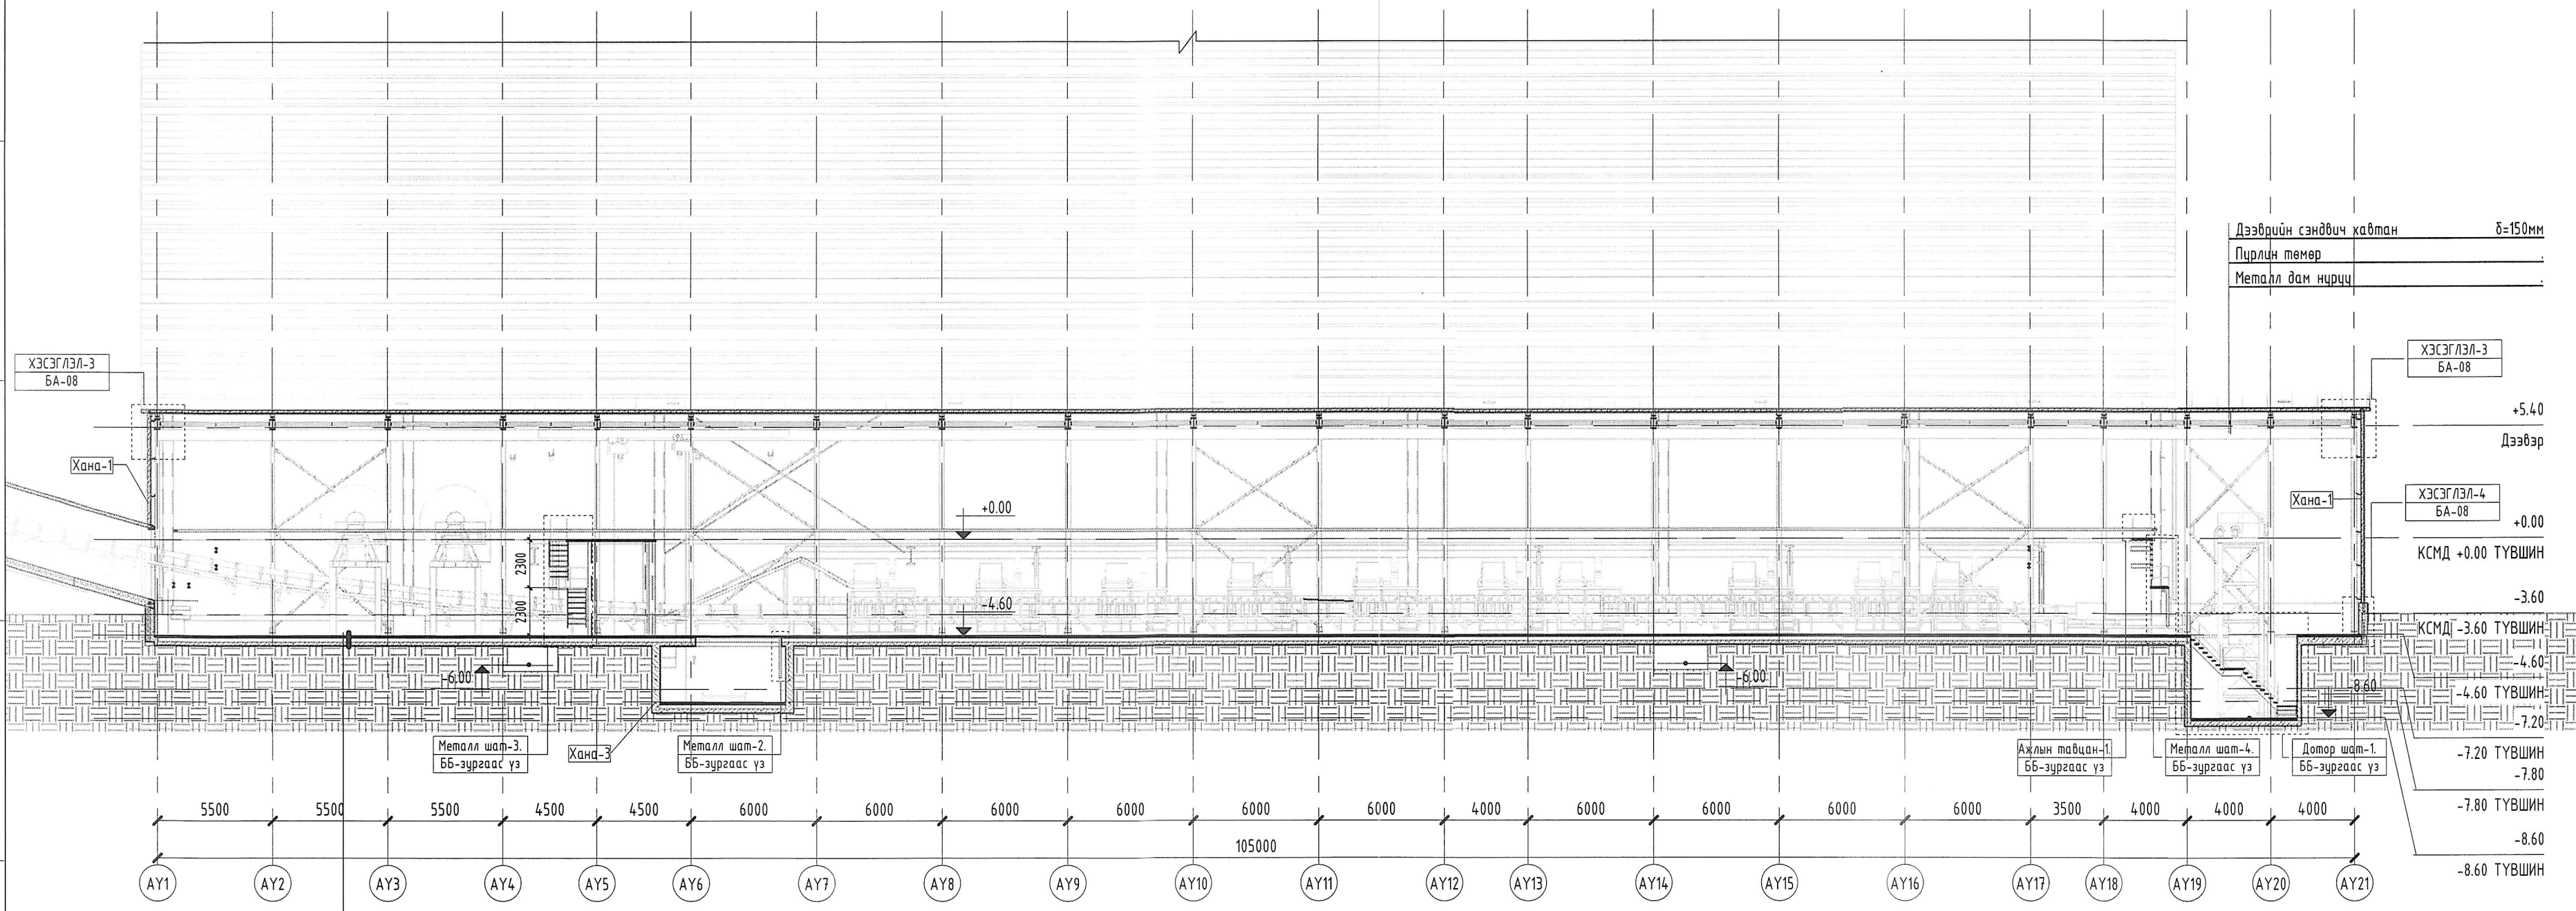 Дээврийн сэндвич хавтан δ=150мм
Пурлин төмөр
Металл дам нуруу
ХЭСЭГЛЭЛ-3
БА-08
ХЭСЭГЛЭЛ-3
БА-08
+5.40
Дээвэр
Хана-1
Хана-1
ХЭСЭГЛЭЛ-4
БА-08
+0.00
+0.00
КСМД +0.00 ТҮВШИН
2300
2300
-4.60
-3.60
КСМД -3.60 ТҮВШИН
-4.60
-4.60 ТҮВШИН
-6.00
-6.00
-8.60
-7.20
-7.20 ТҮВШИН
-7.80
-7.80 ТҮВШИН
-8.60
-8.60 ТҮВШИН
Металл шат-3.
ББ-зургаас үз
Хана-3
Металл шат-2.
ББ-зургаас үз
Ажлын тавцан-1.
ББ-зургаас үз
Металл шат-4.
ББ-зургаас үз
Дотор шат-1.
ББ-зургаас үз
5500 5500 5500 4500 4500 6000 6000 6000 6000 6000 6000 4000 6000 6000 6000 6000 3500 4000 4000 4000
105000
AY1 AY2 AY3 AY4 AY5 AY6 AY7 AY8 AY9 AY10 AY11 AY12 AY13 AY14 AY15 AY16 AY17 AY18 AY19 AY20 AY21